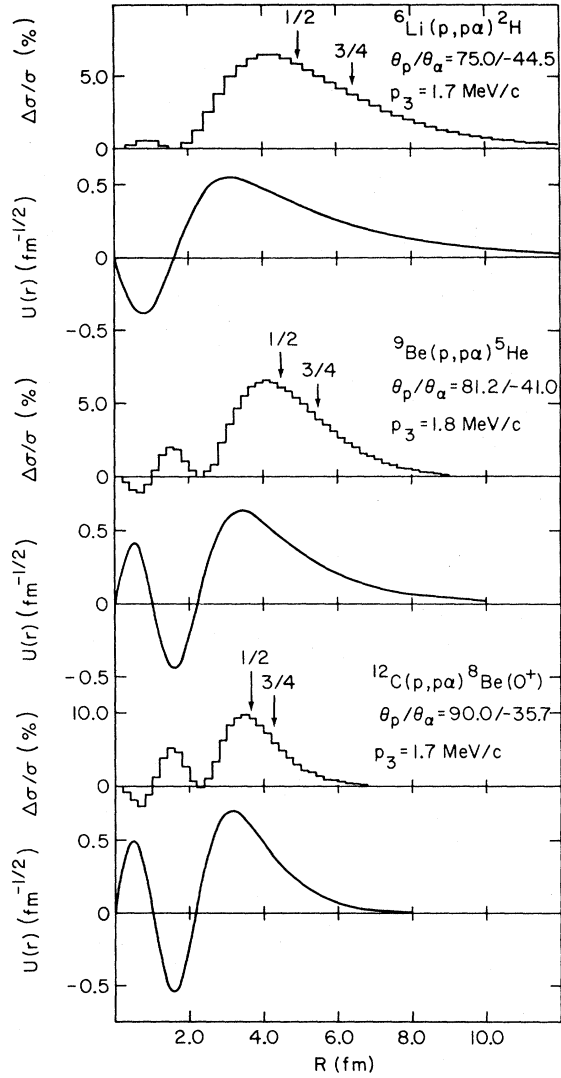 1/2
3/4
⁶Li(p,pα)²H
θp/θα = 75.0/-44.5
p₃ = 1.7 MeV/c
Δσ/σ (%)
5.0
0
U(r) (fm⁻¹/²)
0.5
0
-0.5
1/2
3/4
⁹Be(p,pα)⁵He
θp/θα = 81.2/-41.0
p₃ = 1.8 MeV/c
Δσ/σ (%)
5.0
0
U(r) (fm⁻¹/²)
0.5
0
-0.5
1/2
3/4
¹²C(p,pα)⁸Be(0⁺)
θp/θα = 90.0/-35.7
p₃ = 1.7 MeV/c
Δσ/σ (%)
10.0
0
U(r) (fm⁻¹/²)
0.5
0
-0.5
2.0 4.0 6.0 8.0 10.0
R (fm)